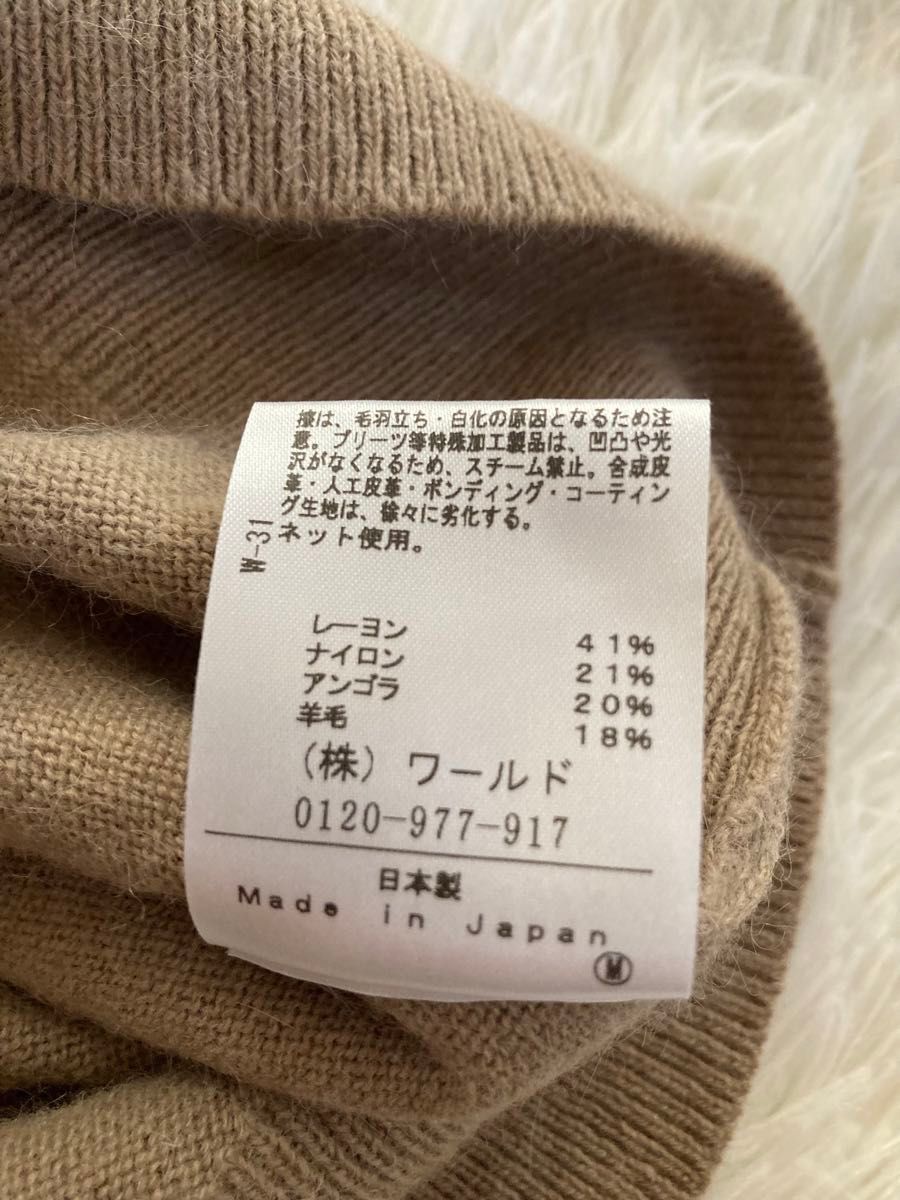 擦は、毛羽立ち・白化の原因となるため注
意。プリーツ等特殊加工製品は、凹凸や光
沢がなくなるため、スチーム禁止。合成皮
革・人工皮革・ボンディング・コーティン
グ生地は、徐々に劣化する。
ネット使用。
W-31
レーヨン 41%
ナイロン 21%
アンゴラ 20%
羊毛 18%
(株) ワールド
0120-977-917
日本製
Made in Japan
Ⓜ